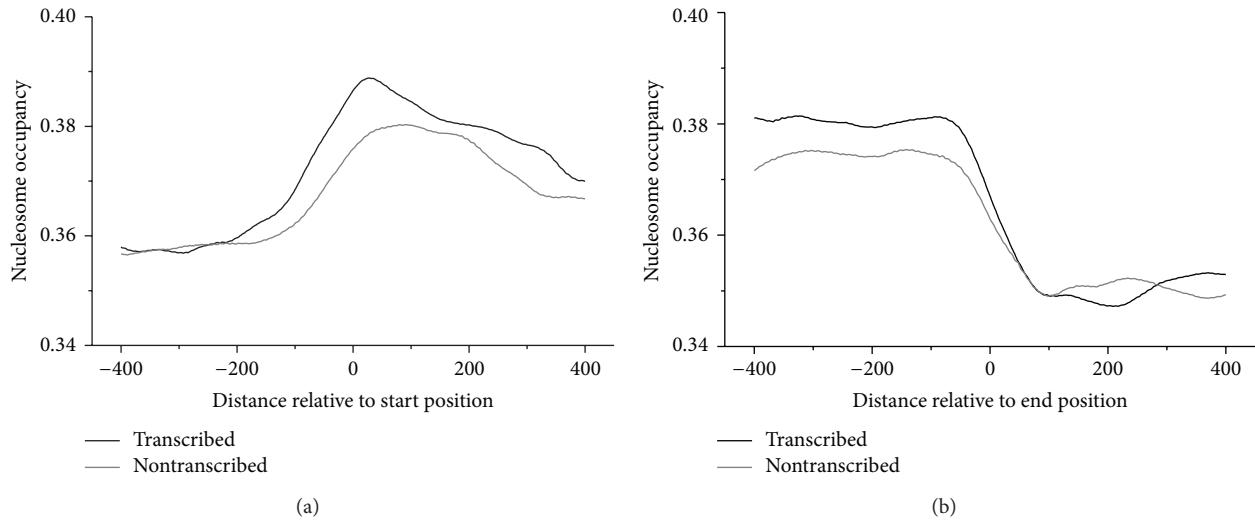 0.40
0.38
0.36
0.34
Nucleosome occupancy
−400
−200
0
200
400
Distance relative to start position
Transcribed
Nontranscribed
(a)
0.40
0.38
0.36
0.34
Nucleosome occupancy
−400
−200
0
200
400
Distance relative to end position
Transcribed
Nontranscribed
(b)